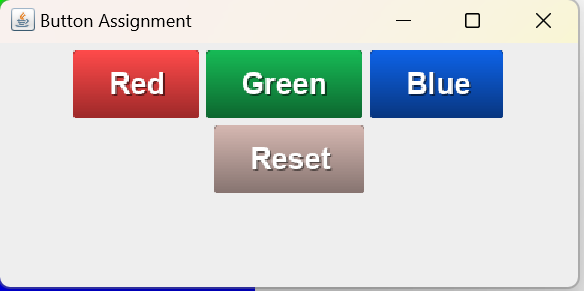 Button Assignment
Red Green Blue
Reset